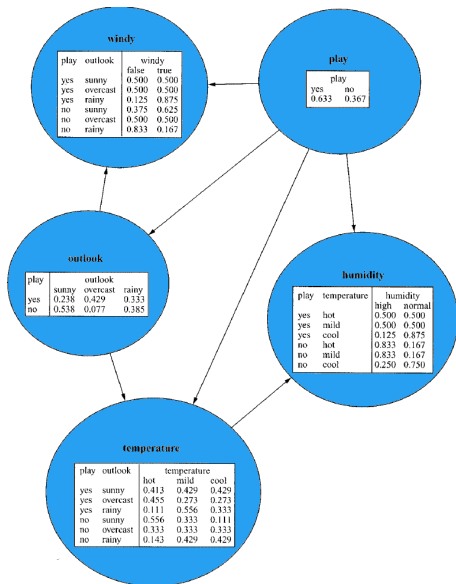 windy
play outlook windy
false true
yes sunny 0.500 0.500
yes overcast 0.500 0.500
yes rainy 0.125 0.875
no sunny 0.375 0.625
no overcast 0.500 0.500
no rainy 0.833 0.167
play
play
yes no
0.633 0.367
outlook
play outlook
sunny overcast rainy
yes 0.238 0.429 0.333
no 0.538 0.077 0.385
humidity
play temperature humidity
high normal
yes hot 0.500 0.500
yes mild 0.500 0.500
yes cool 0.125 0.875
no hot 0.833 0.167
no mild 0.833 0.167
no cool 0.250 0.750
temperature
play outlook temperature
hot mild cool
yes sunny 0.413 0.429 0.429
yes overcast 0.455 0.273 0.273
yes rainy 0.111 0.556 0.333
no sunny 0.556 0.333 0.111
no overcast 0.333 0.333 0.333
no rainy 0.143 0.429 0.429